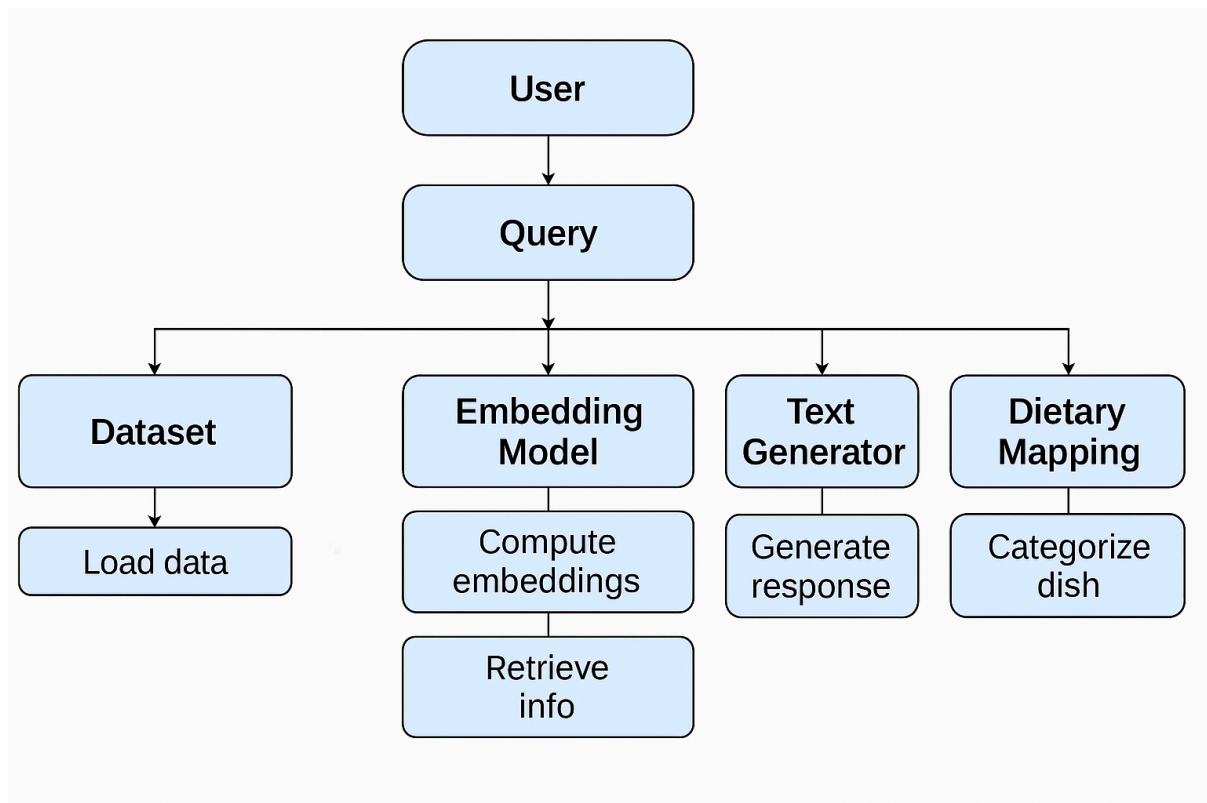 User
Query
Dataset
Embedding
Model
Text
Generator
Dietary
Mapping
Load data
Compute
embeddings
Generate
response
Categorize
dish
Retrieve
info